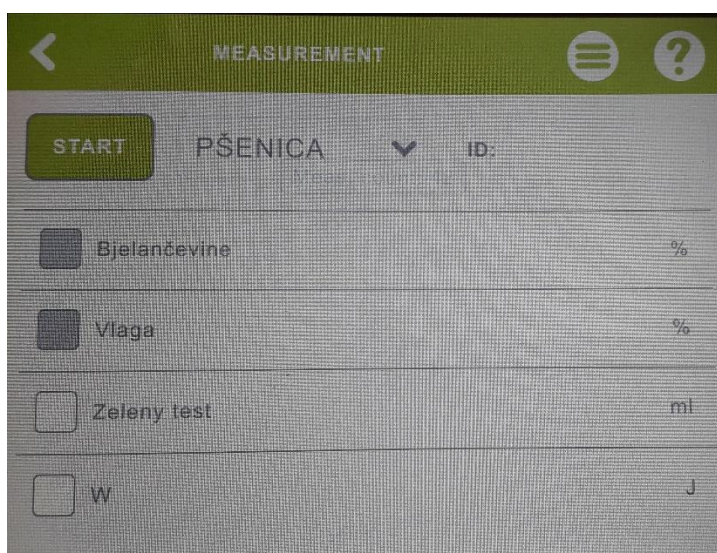 MEASUREMENT ?
START PŠENICA ID:
Bjelančevine %
Vlaga %
Zeleny test ml
W J